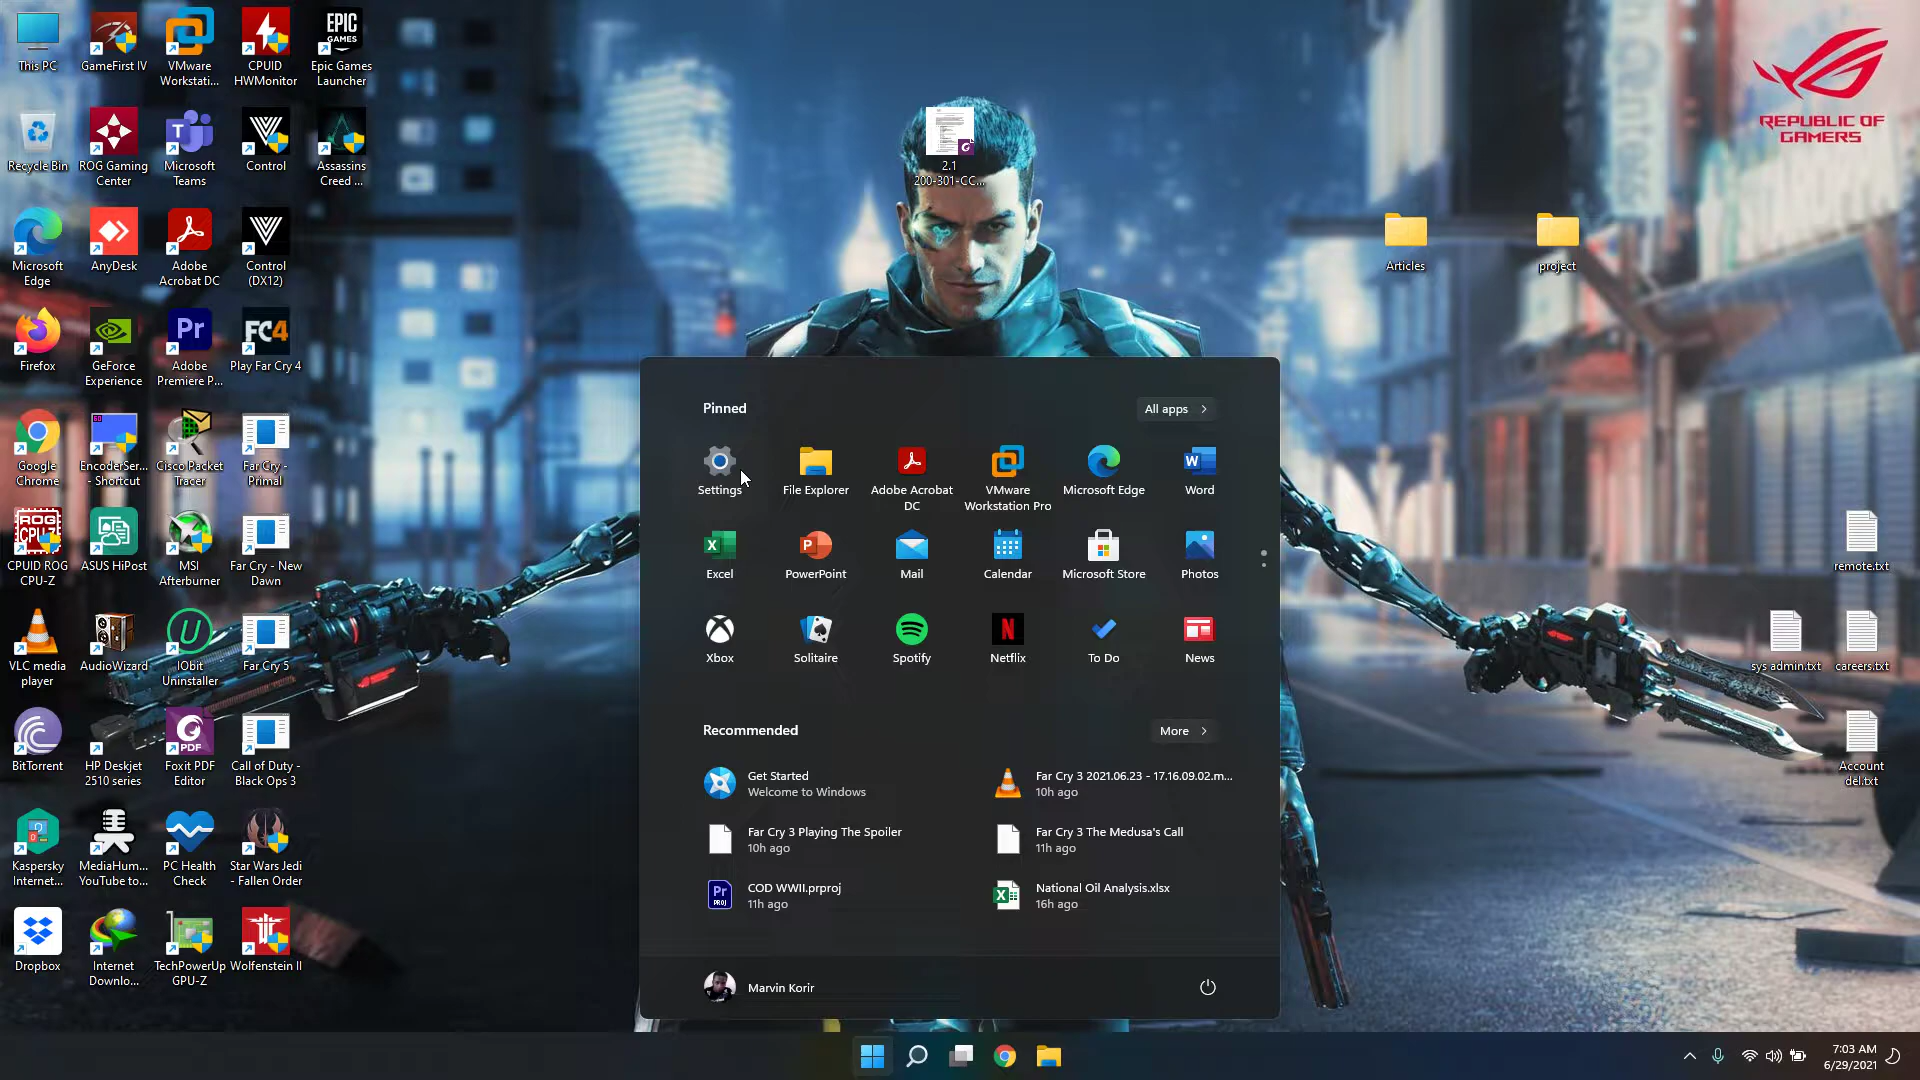 This PC
GameFirst IV
VMware
Workstati...
CPUID
HWMonitor
EPIC
GAMES
Epic Games
Launcher
Recycle Bin
ROG Gaming
Center
Microsoft
Teams
Control
Assassins
Creed ...
Microsoft
Edge
AnyDesk
Adobe
Acrobat DC
Control
(DX12)
Firefox
GeForce
Experience
Pr
Adobe
Premiere P...
FC4
Play Far Cry 4
Google
Chrome
EncoderSer...
- Shortcut
Cisco Packet
Tracer
Far Cry -
Primal
ROG
CPU-Z
CPUID ROG
CPU-Z
ASUS HiPost
MSI
Afterburner
Far Cry - New
Dawn
VLC media
player
AudioWizard
U
IObit
Uninstaller
Far Cry 5
BitTorrent
HP Deskjet
2510 series
PDF
Foxit PDF
Editor
Call of Duty -
Black Ops 3
Kaspersky
Internet...
MediaHum...
YouTube to...
PC Health
Check
Star Wars Jedi
- Fallen Order
Dropbox
Internet
Downlo...
TechPowerUp
GPU-Z
Wolfenstein II
2.1
200-301-CC...
REPUBLIC OF
GAMERS
Articles
project
remote.txt
sys admin.txt
careers.txt
Account
del.txt
Pinned
All apps
Settings
File Explorer
Adobe Acrobat
DC
VMware
Workstation Pro
Microsoft Edge
W
Word
X
Excel
P
PowerPoint
Mail
Calendar
Microsoft Store
Photos
Xbox
Solitaire
Spotify
N
Netflix
To Do
News
Recommended
More
Get Started
Welcome to Windows
Far Cry 3 2021.06.23 - 17.16.09.02.m...
10h ago
Far Cry 3 Playing The Spoiler
10h ago
Far Cry 3 The Medusa's Call
11h ago
Pr
PROJ
COD WWII.prproj
11h ago
X
National Oil Analysis.xlsx
16h ago
Marvin Korir
7:03 AM
6/29/2021